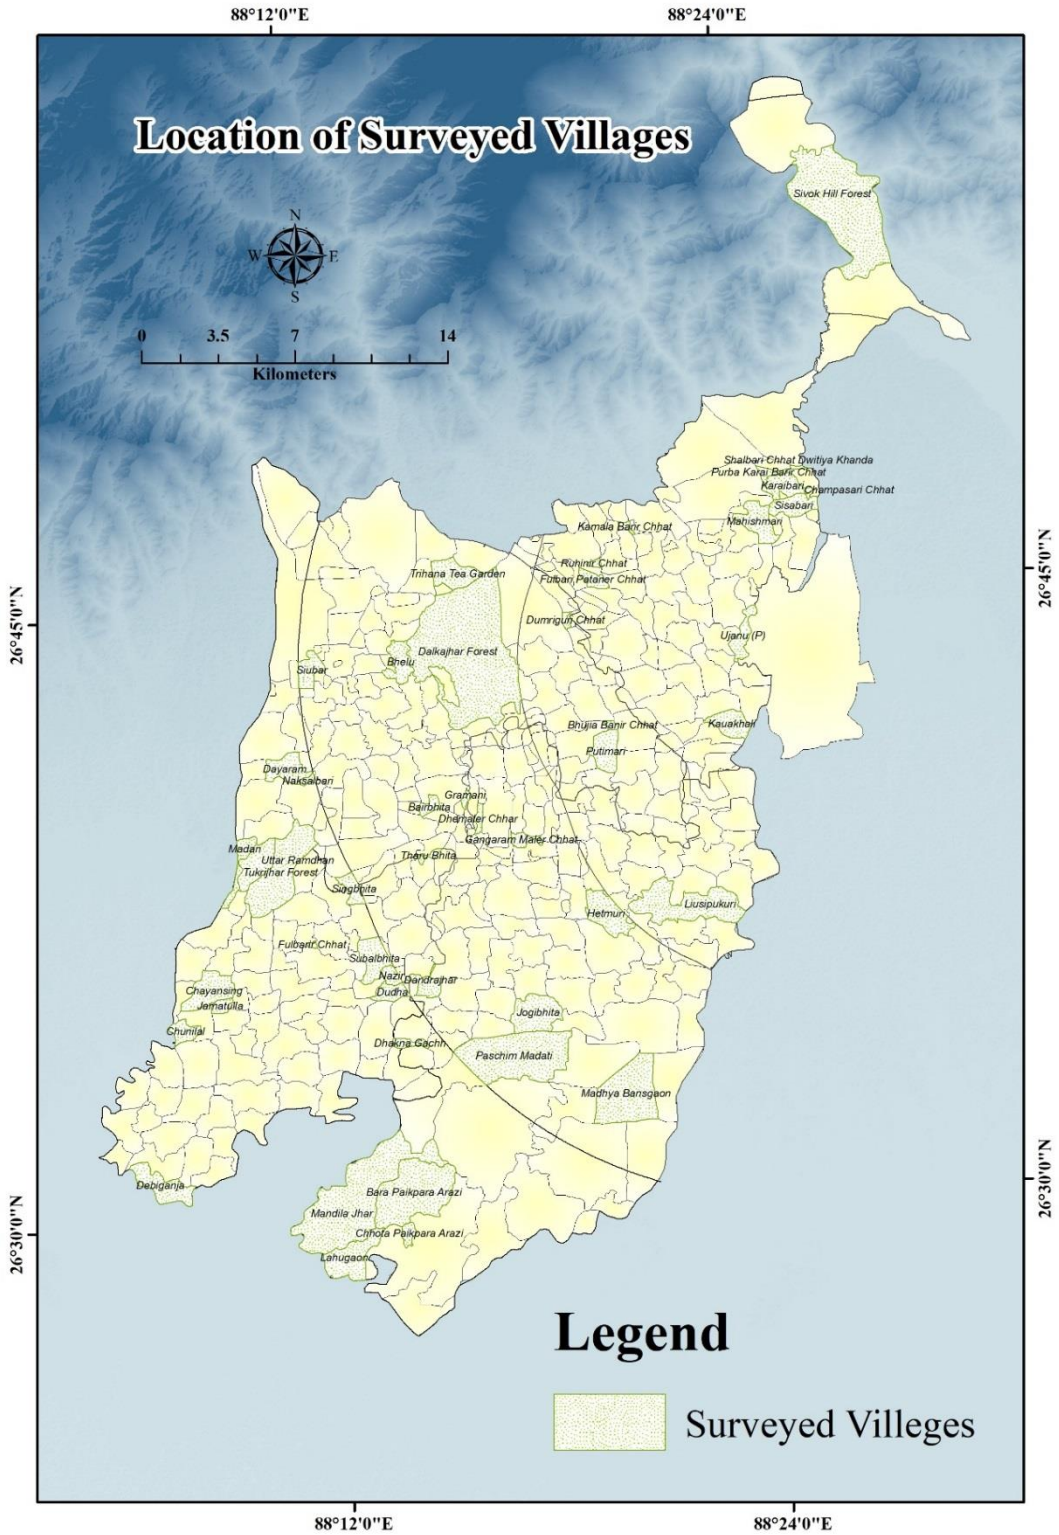 88°12'0"E
88°24'0"E
Location of Surveyed Villages
N
W
E
S
0
3.5
7
14
Kilometers
Sivok Hill Forest
Shalbari Chhat Dwitiya Khanda
Purba Karai Barir Chhat
Karaibari
Champasari Chhat
Sisabari
Mahishmari
Kamala Barir Chhat
Ruhinir Chhat
Trihana Tea Garden
Fulbari Pataner Chhat
Dumriguri Chhat
Ujanu (P)
Dalkajhar Forest
Bhelu
Siubar
Bhujia Banir Chhat
Kauakhali
Putimari
Dayaram
Naksalbari
Gramani
Bairbhita
Dhemater Chhar
Gangaram Maler Chhat
Madan
Uttar Ramdhan
Tharu Bhita
Tukrijhar Forest
Singbhita
Liusipukuri
Hetmuri
Fulbarir Chhat
Subalbhita
Nazir
Dandrajhar
Dudha
Chayansing
Jamatulla
Jogibhita
Chunilal
Dhakna Gachh
Paschim Madati
Madhya Bansgaon
Debiganja
Bara Paikpara Arazi
Mandila Jhar
Chhota Paikpara Arazi
Lahugaon
26°45'0"N
26°45'0"N
26°30'0"N
26°30'0"N
Legend
Surveyed Villeges
88°12'0"E
88°24'0"E